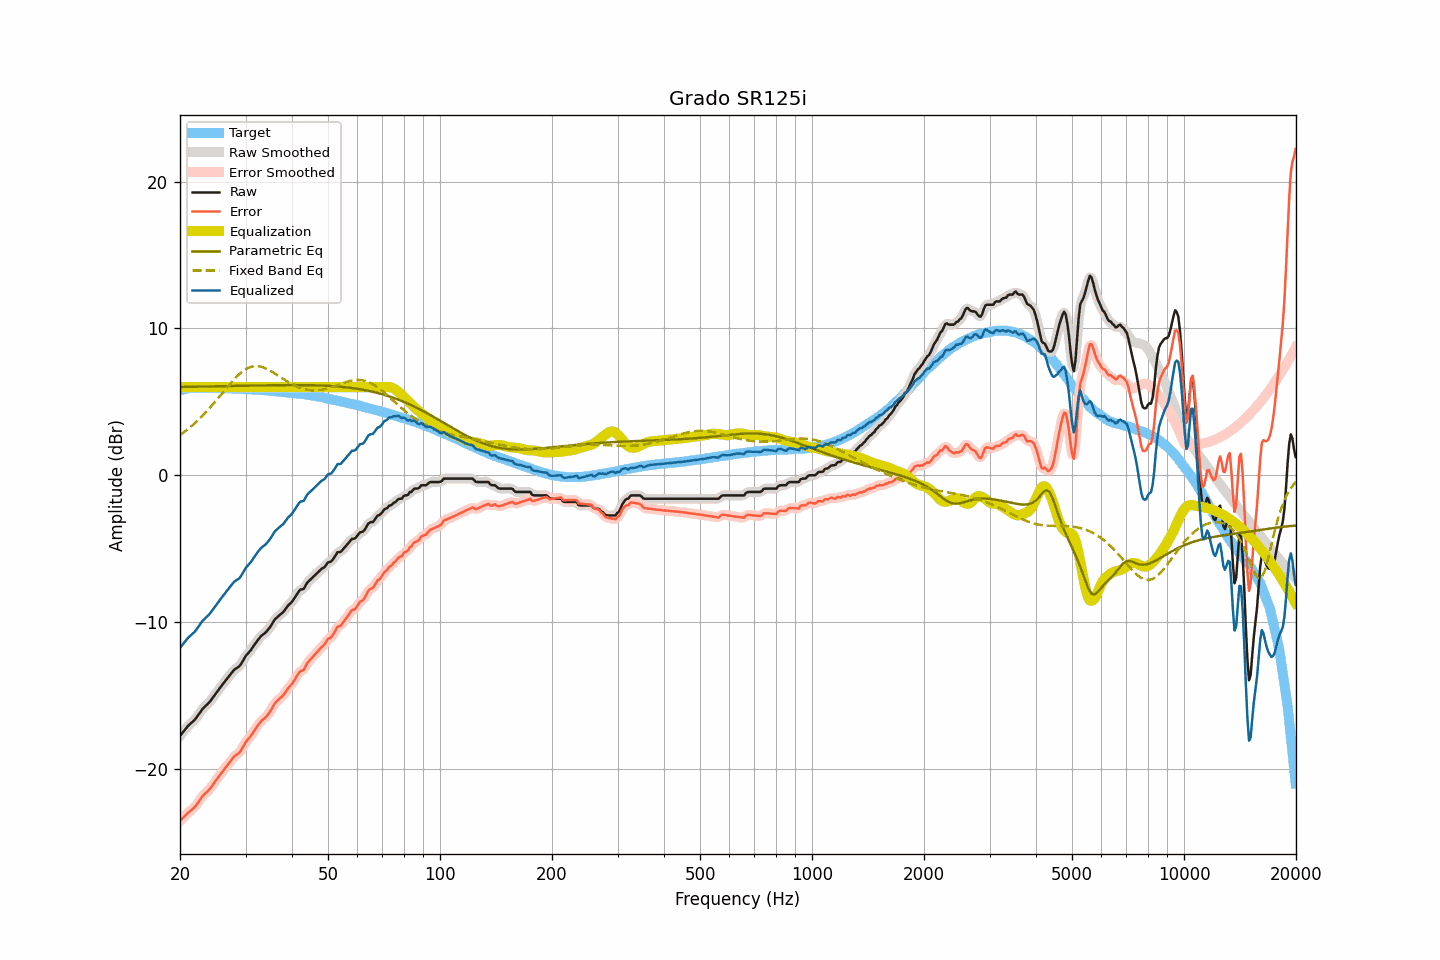 Grado SR125i
Target
Raw Smoothed
Error Smoothed
Raw
Error
Equalization
Parametric Eq
Fixed Band Eq
Equalized
Amplitude (dBr)
20
10
0
−10
−20
20 50 100 200 500 1000 2000 5000 10000 20000
Frequency (Hz)